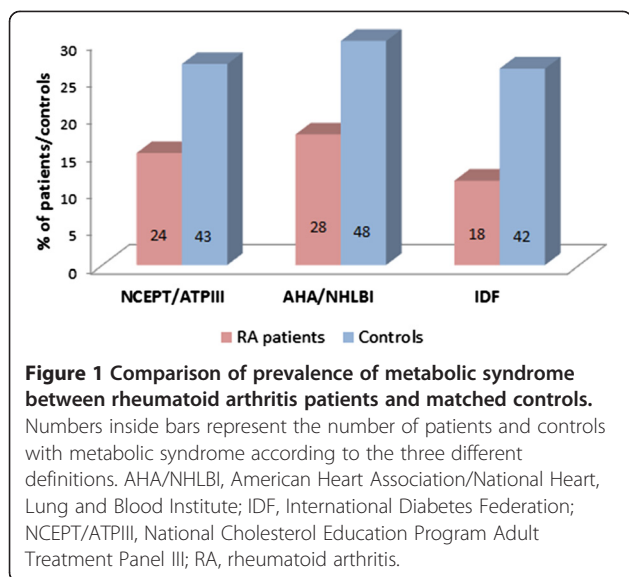 30
25
20
15
10
5
0
% of patients/controls
24 43 28 48 18 42
NCEPT/ATPIII AHA/NHLBI IDF
RA patients Controls
Figure 1 Comparison of prevalence of metabolic syndrome
between rheumatoid arthritis patients and matched controls.
Numbers inside bars represent the number of patients and controls
with metabolic syndrome according to the three different
definitions. AHA/NHLBI, American Heart Association/National Heart,
Lung and Blood Institute; IDF, International Diabetes Federation;
NCEPT/ATPIII, National Cholesterol Education Program Adult
Treatment Panel III; RA, rheumatoid arthritis.